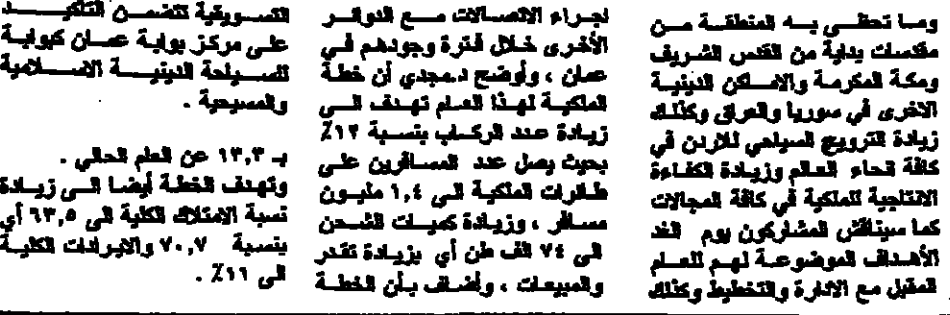 ومـا تحظـى بـه المنطقة مـن
مقدسات بداية من القدس الشريف
ومكة المكرمة والاماكن الدينية
الاخرى في سوريا والعراق وكذلك
زيادة الترويج السياحي للاردن في
كافة انحاء العالم وزيادة الكفاءة
الانتاجية للملكية في كافة المجالات
كما سيناقش المشاركون يوم الغد
الأهداف الموضوعة لهم للعام
المقبل مع الادارة والتخطيط وكذلك
لجراء الاتصالات مع الدوائر
الأخرى خلال فترة وجودهم في
عمان ، وأوضح د.مجدي أن خطة
الملكية لهذا العام تهدف الى
زيادة عدد الركاب بنسبة ١٢٪
بحيث يصل عدد المسافرين على
طائرات الملكية الى ١,٤ مليون
مسافر ، وزيادة كميات الشحن
الى ٧٤ الف طن أي بزيادة تقدر
والمبيعات ، وأضاف بأن الخطة
التسويقية تتضمن التأكيد
على مركز بوابة عمان كبوابة
للسياحة الدينية الاسلامية
والمسيحية .
بـ ١٣,٣ عن العام الحالي .
وتهدف الخطة أيضا الى زيادة
نسبة الامتلاك الكلية الى ٦٣,٥ أي
بنسبة ٧٠,٧ والايرادات الكلية
الى ١١٪ .